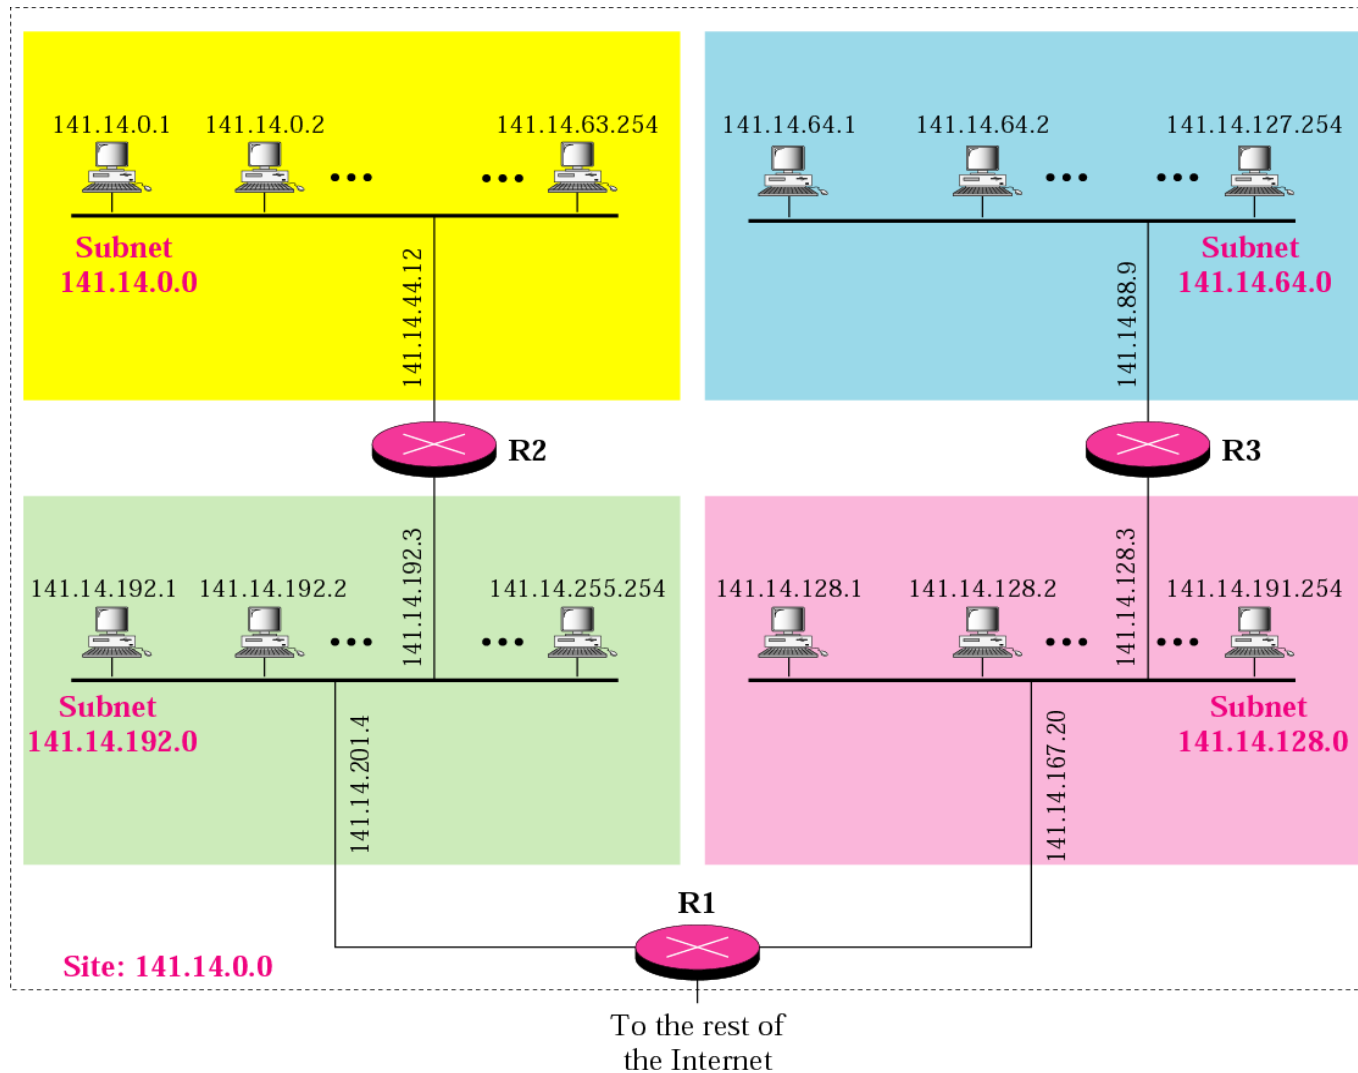 141.14.0.1
141.14.0.2
141.14.63.254
Subnet
141.14.0.0
141.14.44.12
141.14.64.1
141.14.64.2
141.14.127.254
Subnet
141.14.64.0
141.14.88.9
R2
R3
141.14.192.1
141.14.192.2
141.14.192.3
141.14.255.254
Subnet
141.14.192.0
141.14.201.4
141.14.128.1
141.14.128.2
141.14.128.3
141.14.191.254
Subnet
141.14.128.0
141.14.167.20
R1
Site: 141.14.0.0
To the rest of
the Internet